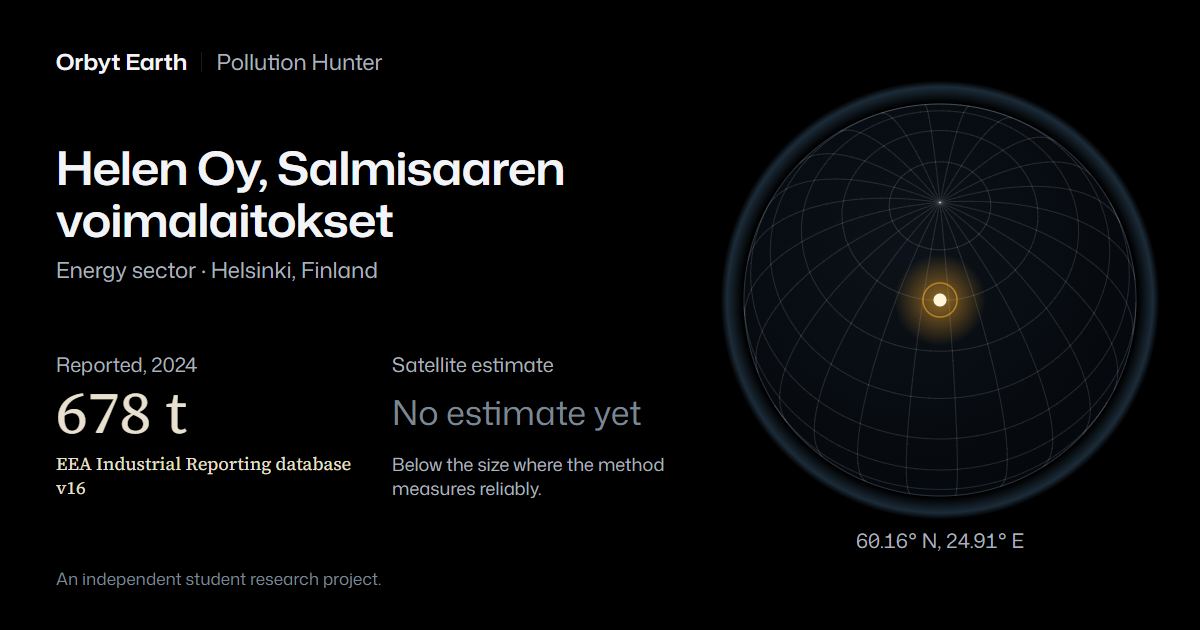 Orbyt Earth | Pollution Hunter
Helen Oy, Salmisaaren
voimalaitokset
Energy sector · Helsinki, Finland
Reported, 2024
678 t
EEA Industrial Reporting database
v16
Satellite estimate
No estimate yet
Below the size where the method
measures reliably.
60.16° N, 24.91° E
An independent student research project.